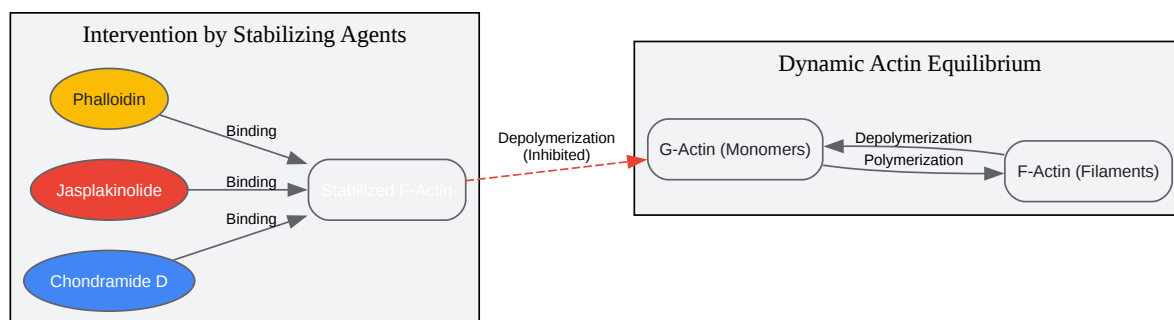 Intervention by Stabilizing Agents
Phalloidin
Binding
Jasplakinolide
Binding
Stabilized F-Actin
Binding
Chondramide D
Depolymerization
(Inhibited)
Dynamic Actin Equilibrium
G-Actin (Monomers)
Depolymerization
Polymerization
F-Actin (Filaments)